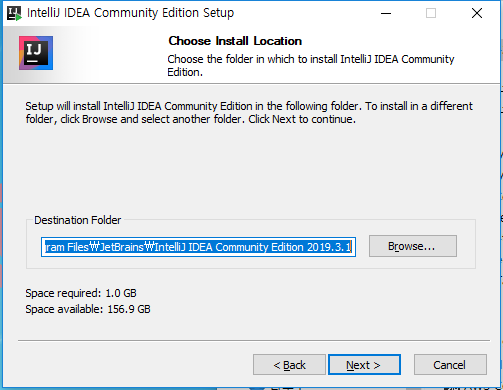 IntelliJ IDEA Community Edition Setup
IJ
Choose Install Location
Choose the folder in which to install IntelliJ IDEA Community
Edition.
Setup will install IntelliJ IDEA Community Edition in the following folder. To install in a different
folder, click Browse and select another folder. Click Next to continue.
Destination Folder
gram Files₩JetBrains₩IntelliJ IDEA Community Edition 2019.3.1
Browse...
Space required: 1.0 GB
Space available: 156.9 GB
< Back
Next >
Cancel